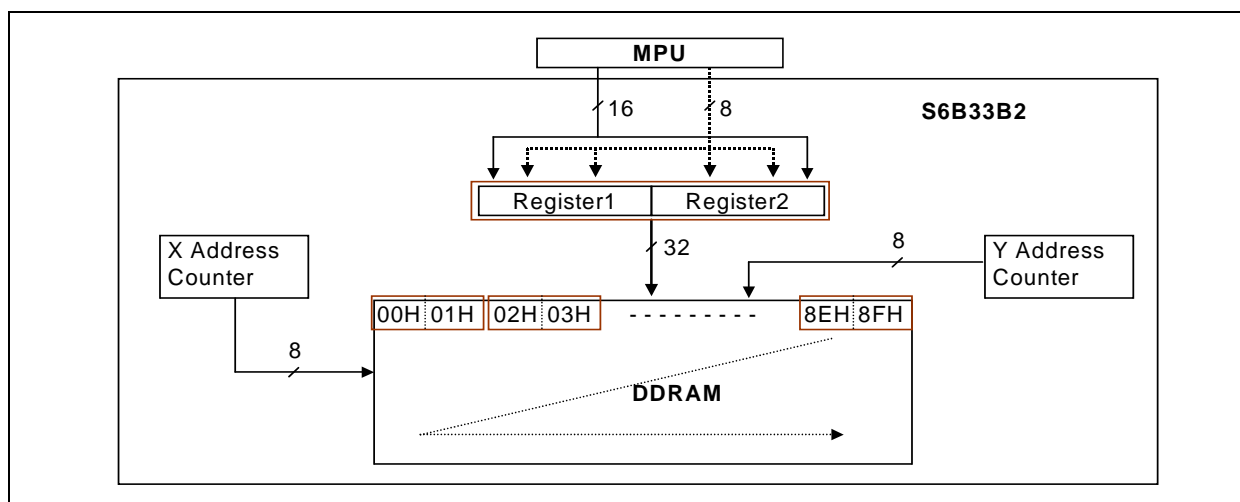 MPU
16
8
S6B33B2
Register1
Register2
32
X Address
Counter
8
Y Address
Counter
00H
01H
02H
03H
- - - - - - - - -
8EH
8FH
8
DDRAM